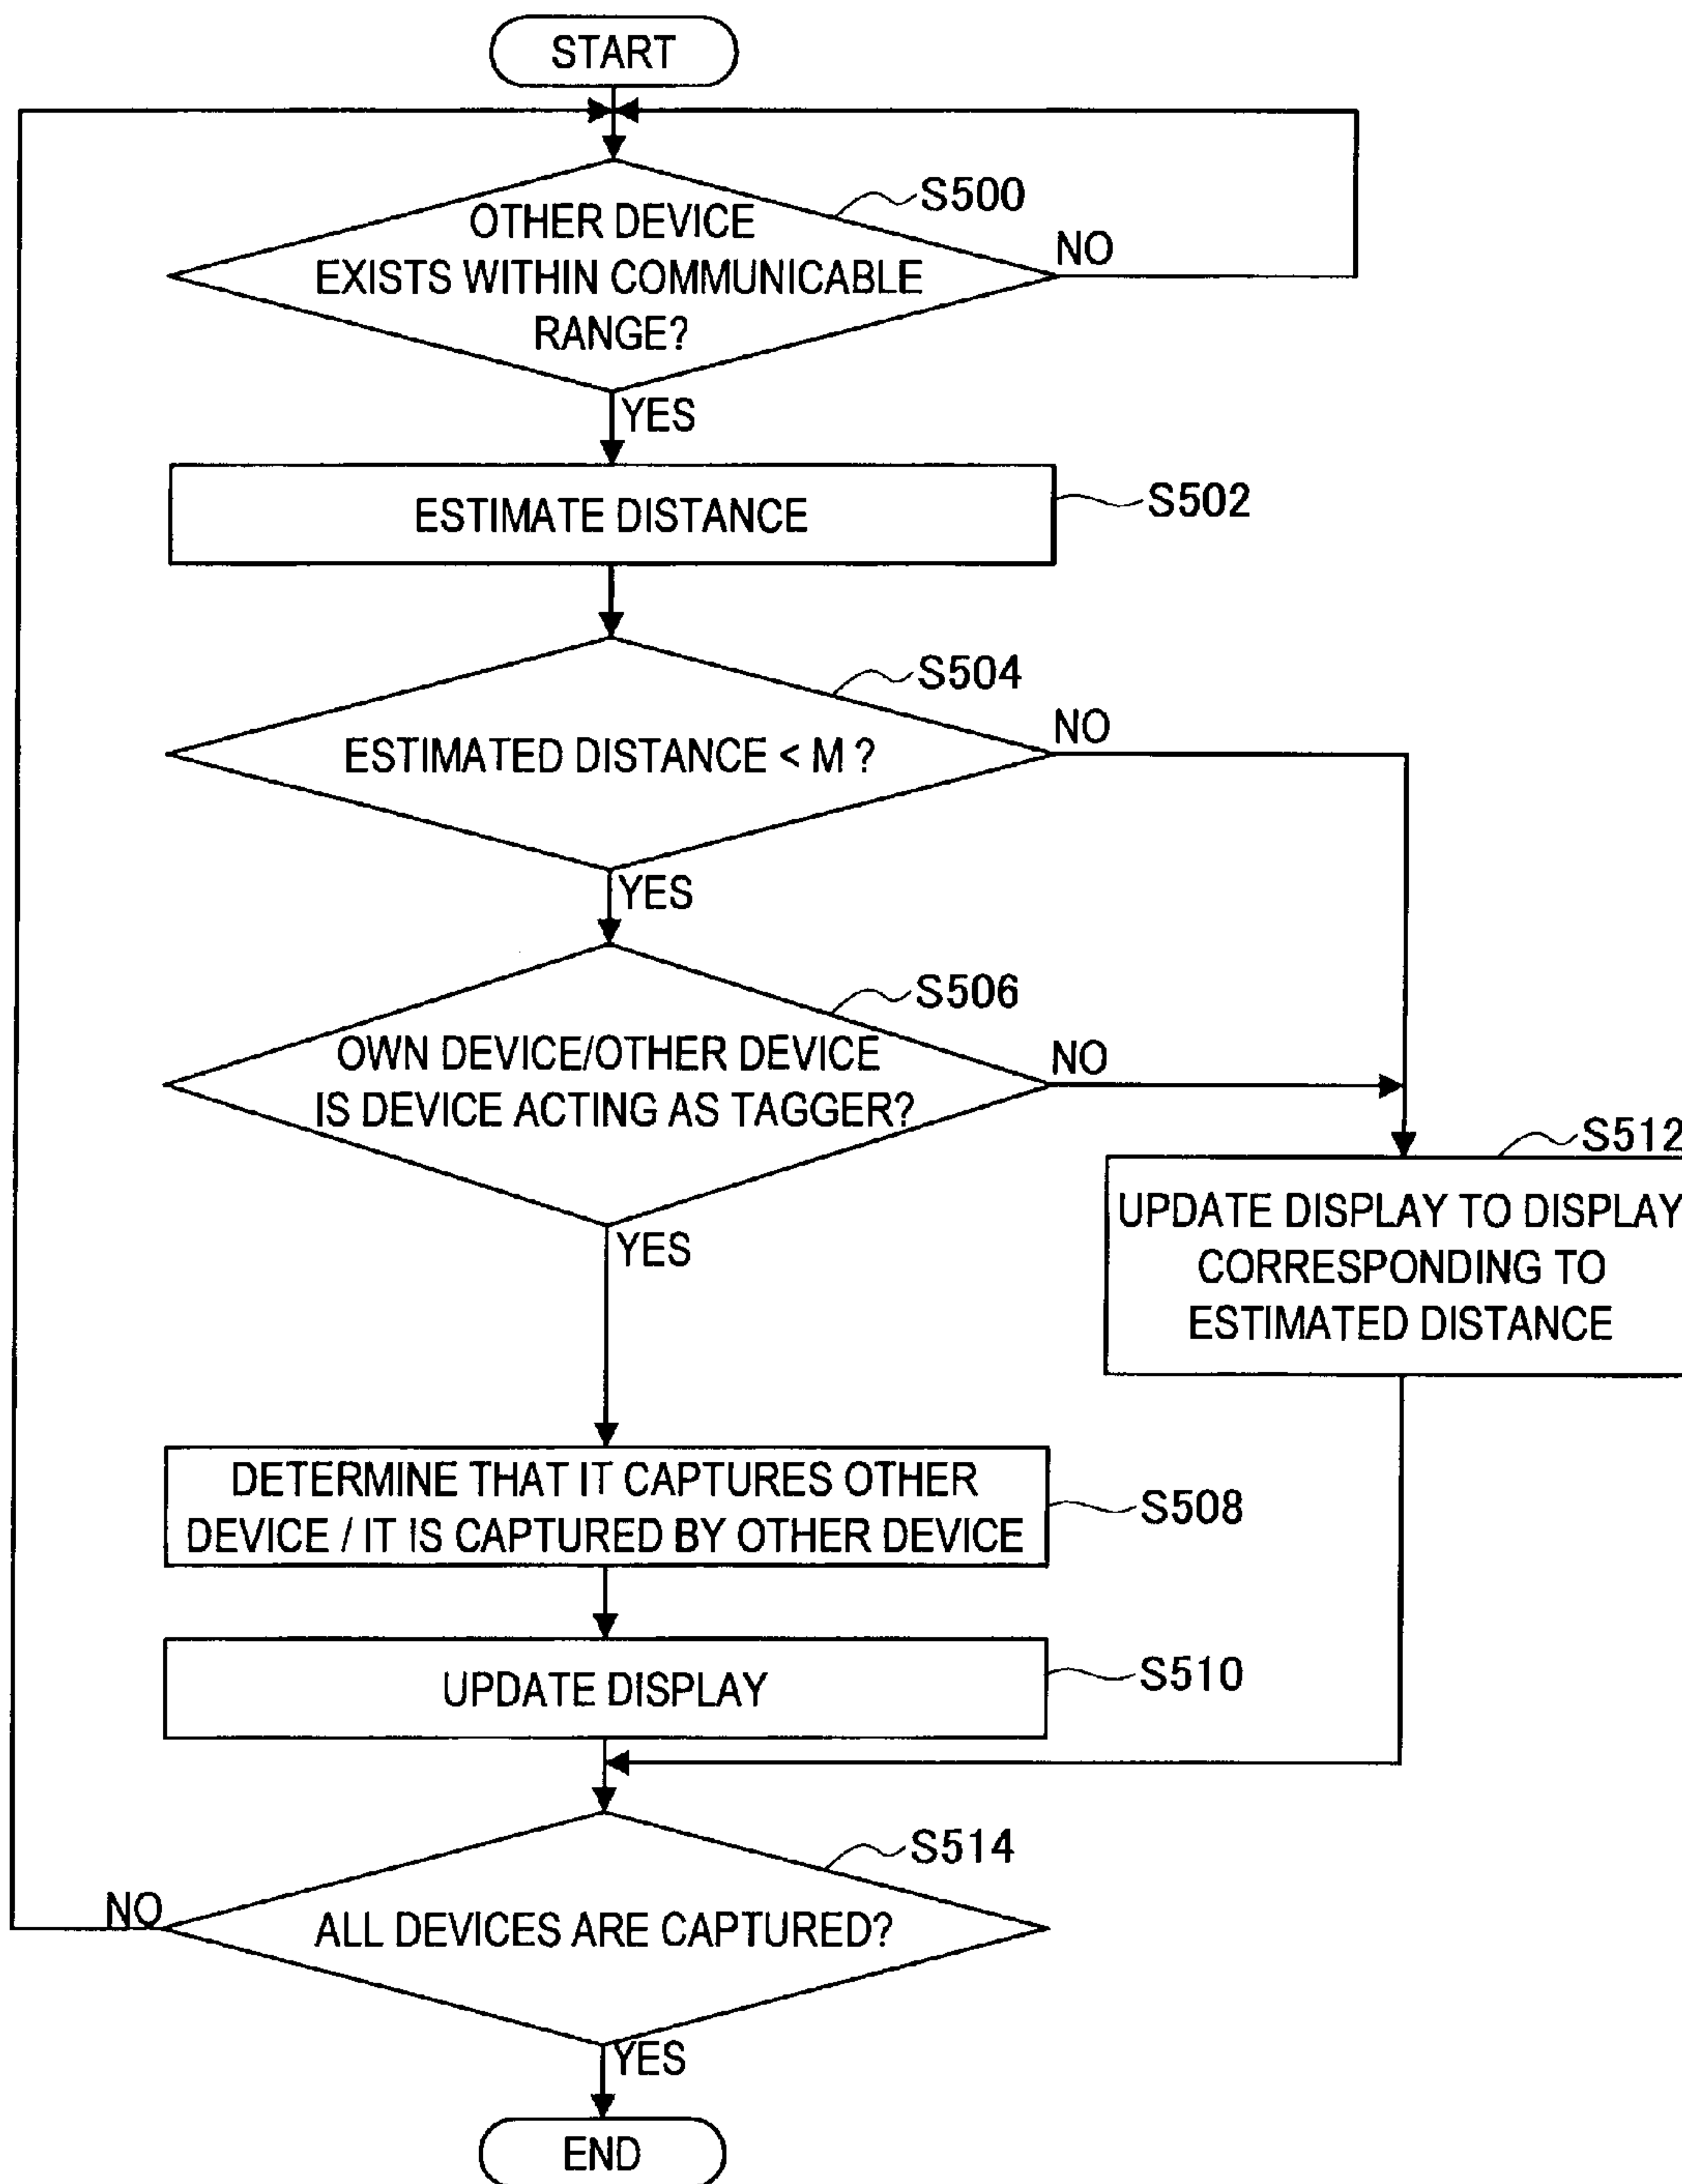 START
S500
OTHER DEVICE
EXISTS WITHIN COMMUNICABLE
RANGE?
NO
YES
ESTIMATE DISTANCE
S502
S504
ESTIMATED DISTANCE < M ?
NO
YES
S506
OWN DEVICE/OTHER DEVICE
IS DEVICE ACTING AS TAGGER?
NO
YES
S512
UPDATE DISPLAY TO DISPLAY
CORRESPONDING TO
ESTIMATED DISTANCE
DETERMINE THAT IT CAPTURES OTHER
DEVICE / IT IS CAPTURED BY OTHER DEVICE
S508
UPDATE DISPLAY
S510
S514
ALL DEVICES ARE CAPTURED?
NO
YES
END